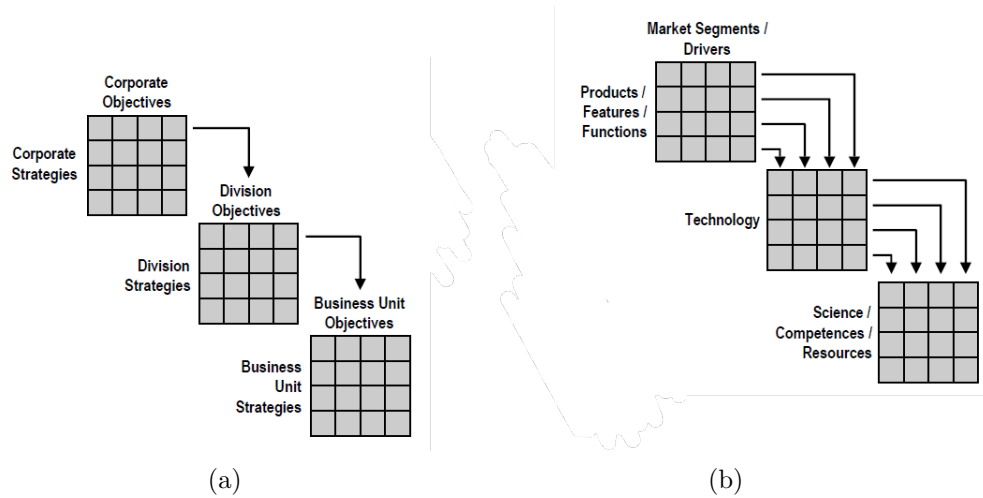 Corporate
Objectives
Corporate
Strategies
Division
Objectives
Division
Strategies
Business Unit
Objectives
Business
Unit
Strategies
(a)
Market Segments /
Drivers
Products /
Features /
Functions
Technology
Science /
Competences /
Resources
(b)